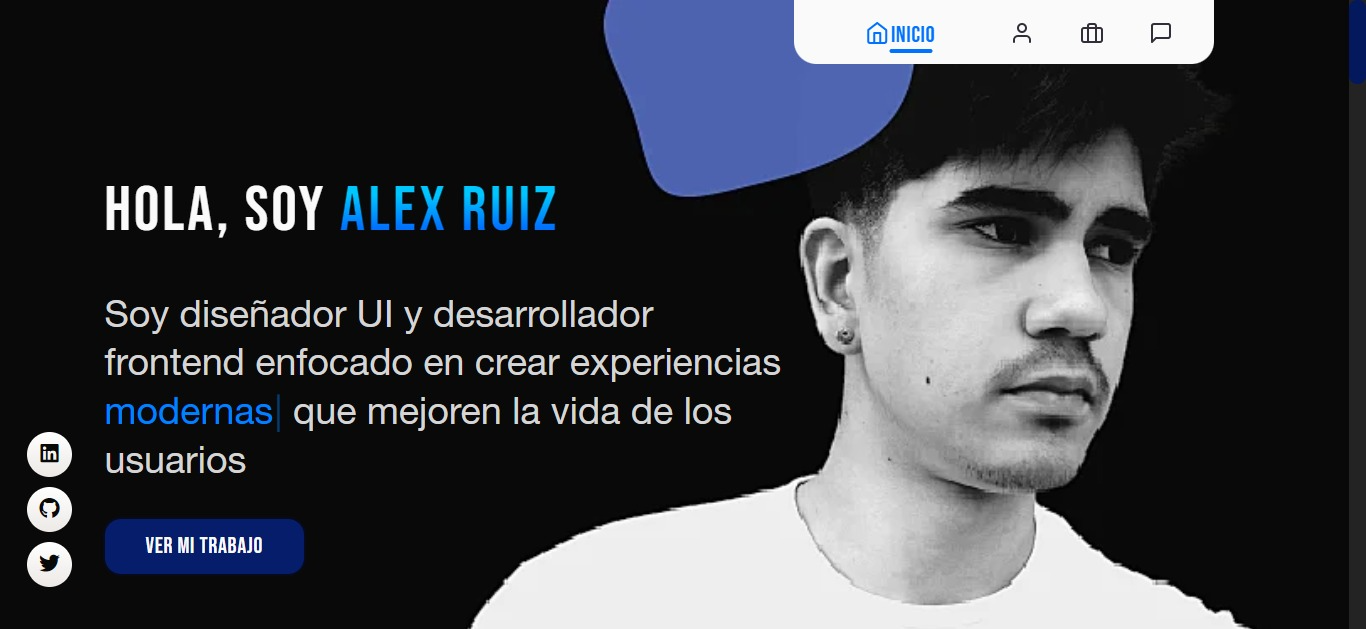 INICIO
HOLA, SOY ALEX RUIZ
Soy diseñador UI y desarrollador
frontend enfocado en crear experiencias
modernas| que mejoren la vida de los
usuarios
in
VER MI TRABAJO